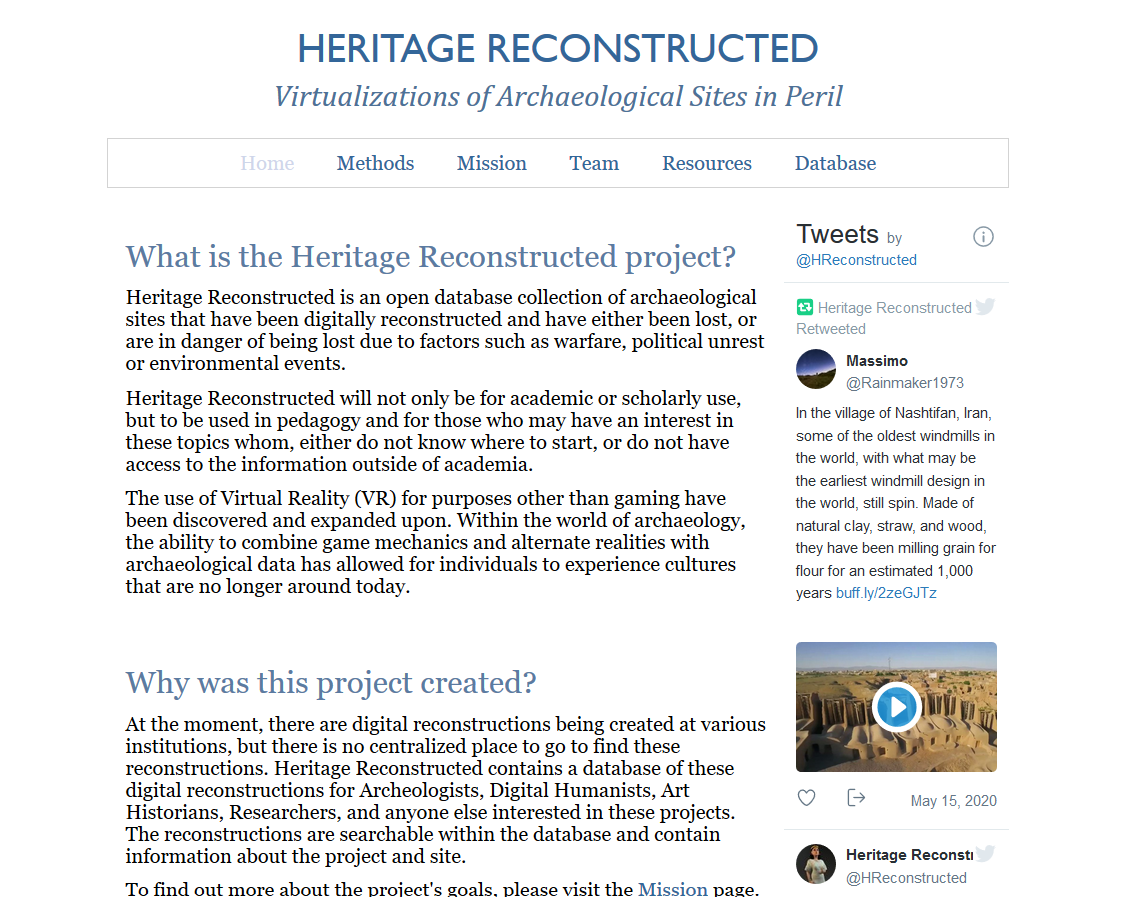 HERITAGE RECONSTRUCTED
Virtualizations of Archaeological Sites in Peril
Home Methods Mission Team Resources Database
What is the Heritage Reconstructed project?
Heritage Reconstructed is an open database collection of archaeological
sites that have been digitally reconstructed and have either been lost, or
are in danger of being lost due to factors such as warfare, political unrest
or environmental events.
Heritage Reconstructed will not only be for academic or scholarly use,
but to be used in pedagogy and for those who may have an interest in
these topics whom, either do not know where to start, or do not have
access to the information outside of academia.
The use of Virtual Reality (VR) for purposes other than gaming have
been discovered and expanded upon. Within the world of archaeology,
the ability to combine game mechanics and alternate realities with
archaeological data has allowed for individuals to experience cultures
that are no longer around today.
Why was this project created?
At the moment, there are digital reconstructions being created at various
institutions, but there is no centralized place to go to find these
reconstructions. Heritage Reconstructed contains a database of these
digital reconstructions for Archeologists, Digital Humanists, Art
Historians, Researchers, and anyone else interested in these projects.
The reconstructions are searchable within the database and contain
information about the project and site.
To find out more about the project's goals, please visit the Mission page.
Tweets by
@HReconstructed
Heritage Reconstructed
Retweeted
Massimo
@Rainmaker1973
In the village of Nashtifan, Iran,
some of the oldest windmills in
the world, with what may be
the earliest windmill design in
the world, still spin. Made of
natural clay, straw, and wood,
they have been milling grain for
flour for an estimated 1,000
years buff.ly/2zeGJTz
May 15, 2020
Heritage Reconstr
@HReconstructed